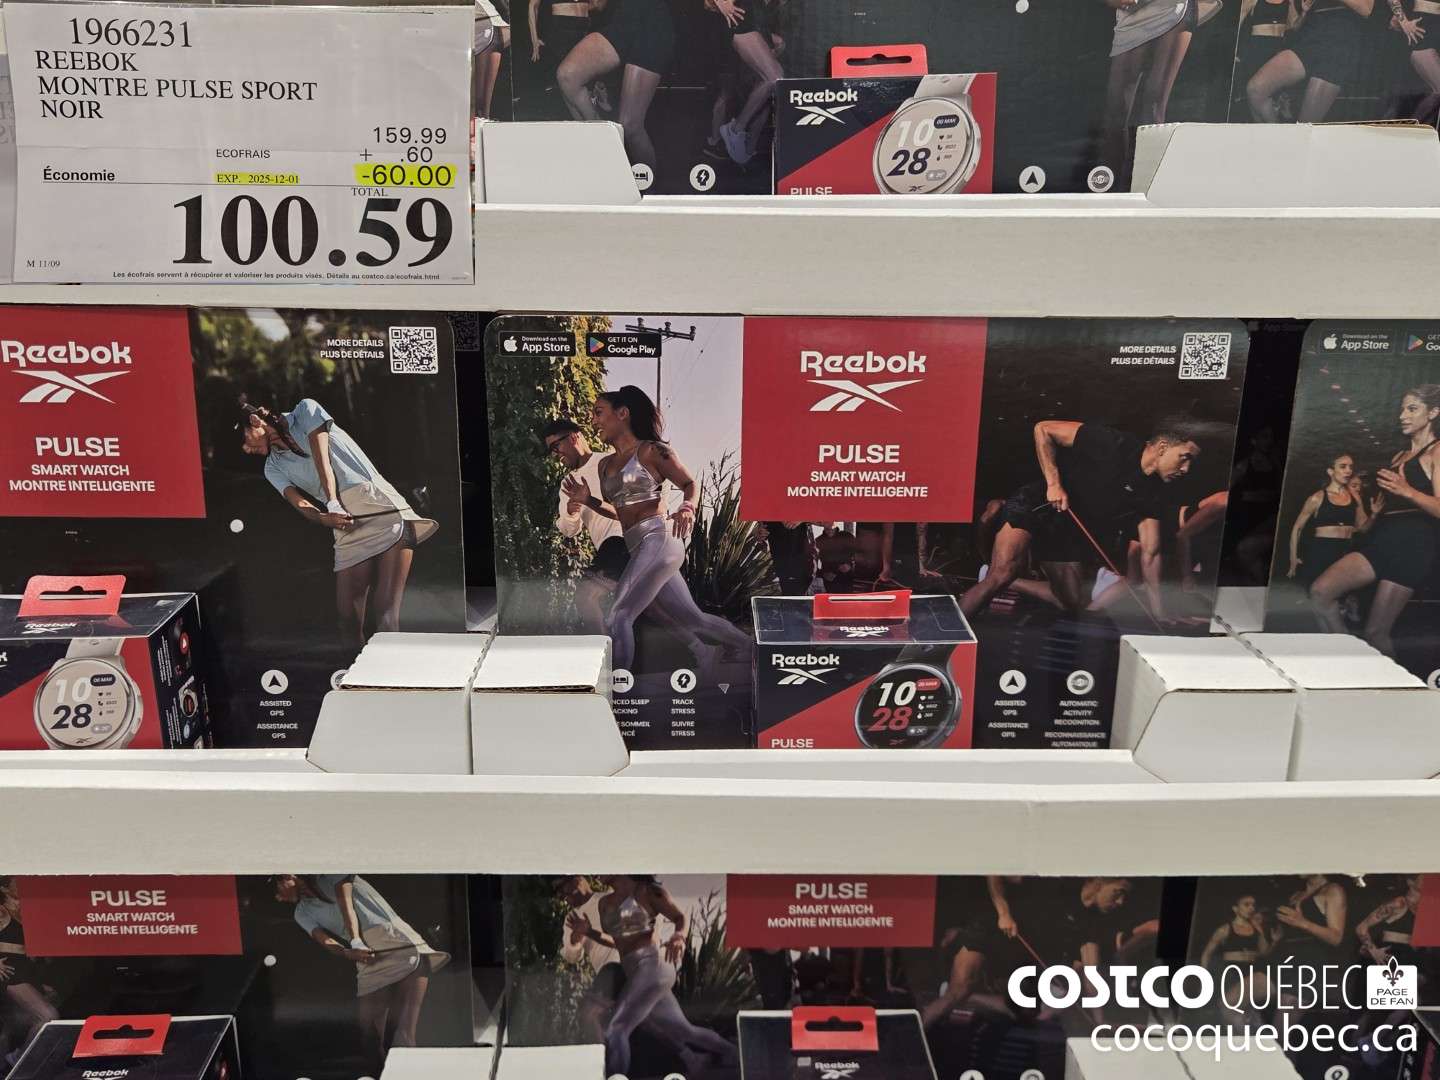 1966231
REEBOK
MONTRE PULSE SPORT
NOIR
159.99
ECOFRAIS + .60
Économie EXP. 2025-12-01 -60.00
TOTAL
100.59
M 11/09
Les écofrais servent à récupérer et valoriser les produits visés. Détails au costco.ca/ecofrais.html
Reebok
10 28
PULSE
Reebok
PULSE
SMART WATCH
MONTRE INTELLIGENTE
MORE DETAILS
PLUS DE DÉTAILS
Download on the
App Store
GET IT ON
Google Play
Reebok
PULSE
SMART WATCH
MONTRE INTELLIGENTE
MORE DETAILS
PLUS DE DÉTAILS
Download on the
App Store
Reebok
10
28
ASSISTED
GPS
ASSISTANCE
GPS
TRACK
STRESS
SUIVRE
STRESS
Reebok
Reebok
10
28
PULSE
ASSISTED
GPS
ASSISTANCE
GPS
AUTOMATIC
ACTIVITY
RECOGNITION
RECONNAISSANCE
AUTOMATIQUE
PULSE
SMART WATCH
MONTRE INTELLIGENTE
PULSE
SMART WATCH
MONTRE INTELLIGENTE
Reebok
Reebok
COSTCO QUÉBEC PAGE DE FAN
cocoquebec.ca